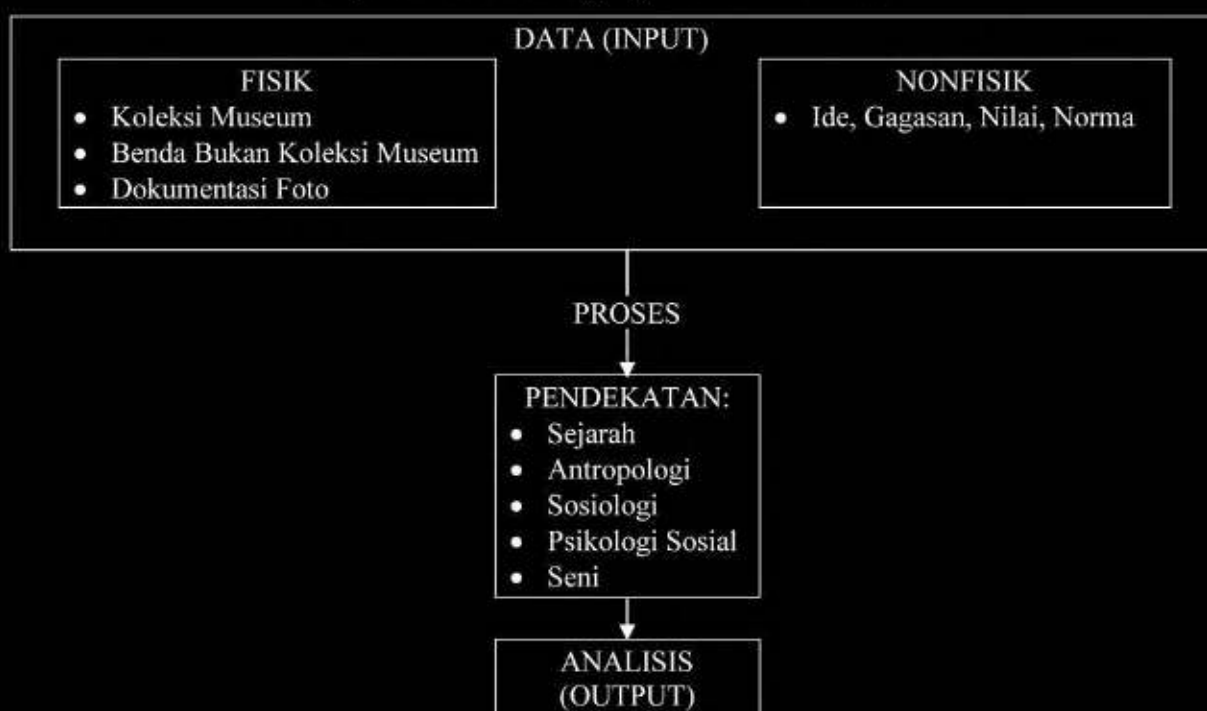 DATA (INPUT)
FISIK
• Koleksi Museum
• Benda Bukan Koleksi Museum
• Dokumentasi Foto
NONFISIK
• Ide, Gagasan, Nilai, Norma
PROSES
PENDEKATAN:
• Sejarah
• Antropologi
• Sosiologi
• Psikologi Sosial
• Seni
ANALISIS
(OUTPUT)